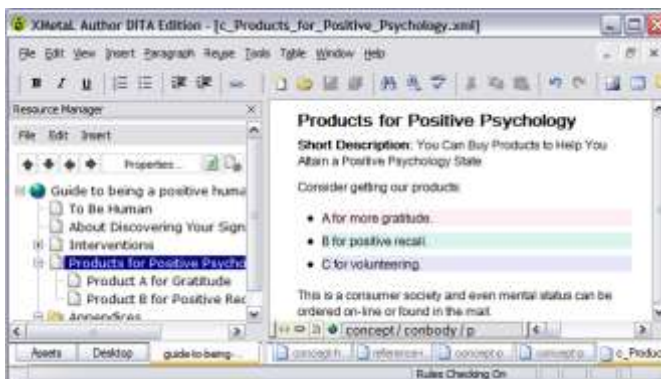 XMetaL Author DITA Edition - [c_Products_for_Positive_Psychology.xml]
File Edit View Insert Paragraph Reuse Tools Table Window Help
B I U
Resource Manager
File Edit Insert
Properties...
Guide to being a positive huma
To Be Human
About Discovering Your Sign
Interventions
Products for Positive Psycho
Product A for Gratitude
Product B for Positive Rec
Appendices
Assets Desktop guide to being-
Products for Positive Psychology
Short Description: You Can Buy Products to Help You
Attain a Positive Psychology State
Consider getting our products:
A for more gratitude.
B for positive recall.
C for volunteering.
This is a consumer society and even mental status can be
ordered on-line or found in the mail.
concept / conbody / p
concept h reference concept o concept p c_Produc
Rules Checking On